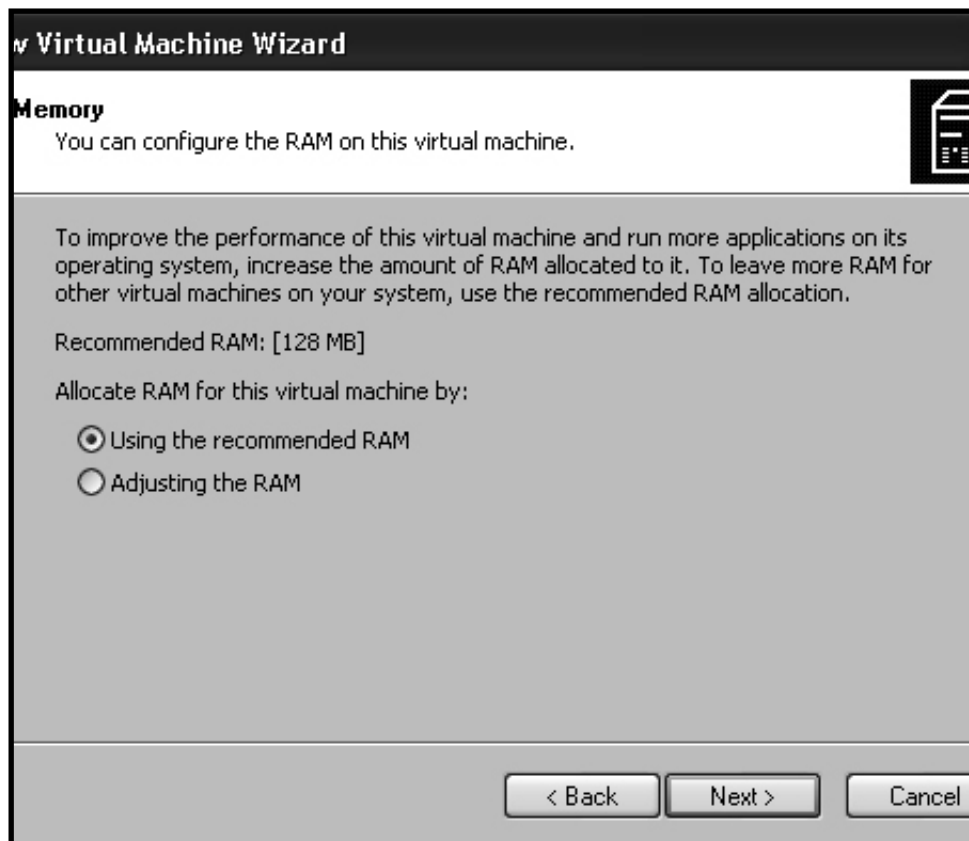 w Virtual Machine Wizard
Memory
You can configure the RAM on this virtual machine.
To improve the performance of this virtual machine and run more applications on its
operating system, increase the amount of RAM allocated to it. To leave more RAM for
other virtual machines on your system, use the recommended RAM allocation.
Recommended RAM: [128 MB]
Allocate RAM for this virtual machine by:
Using the recommended RAM
Adjusting the RAM
< Back Next > Cancel